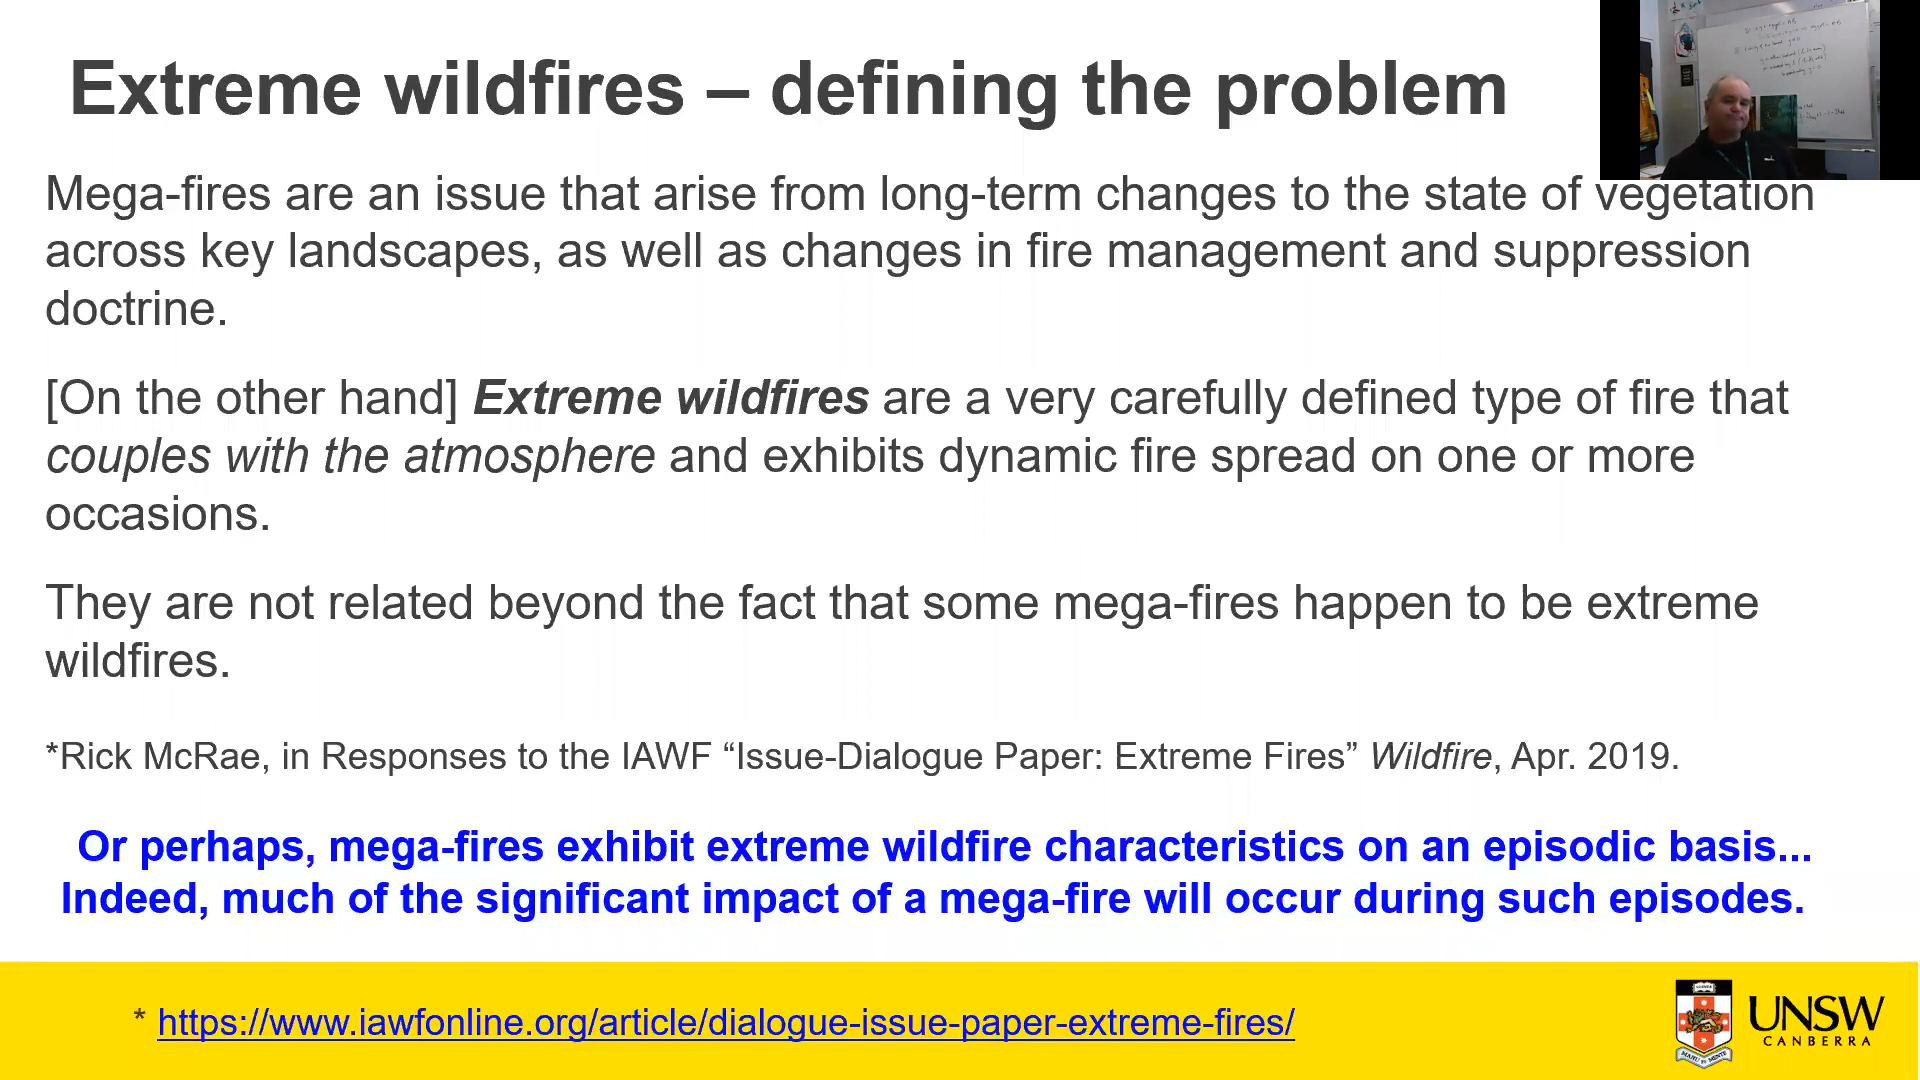 Extreme wildfires – defining the problem
Mega-fires are an issue that arise from long-term changes to the state of vegetation
across key landscapes, as well as changes in fire management and suppression
doctrine.
[On the other hand] Extreme wildfires are a very carefully defined type of fire that
couples with the atmosphere and exhibits dynamic fire spread on one or more
occasions.
They are not related beyond the fact that some mega-fires happen to be extreme
wildfires.
*Rick McRae, in Responses to the IAWF “Issue-Dialogue Paper: Extreme Fires” Wildfire, Apr. 2019.
Or perhaps, mega-fires exhibit extreme wildfire characteristics on an episodic basis...
Indeed, much of the significant impact of a mega-fire will occur during such episodes.
* https://www.iawfonline.org/article/dialogue-issue-paper-extreme-fires/
MANU ET MENTE
UNSW
CANBERRA